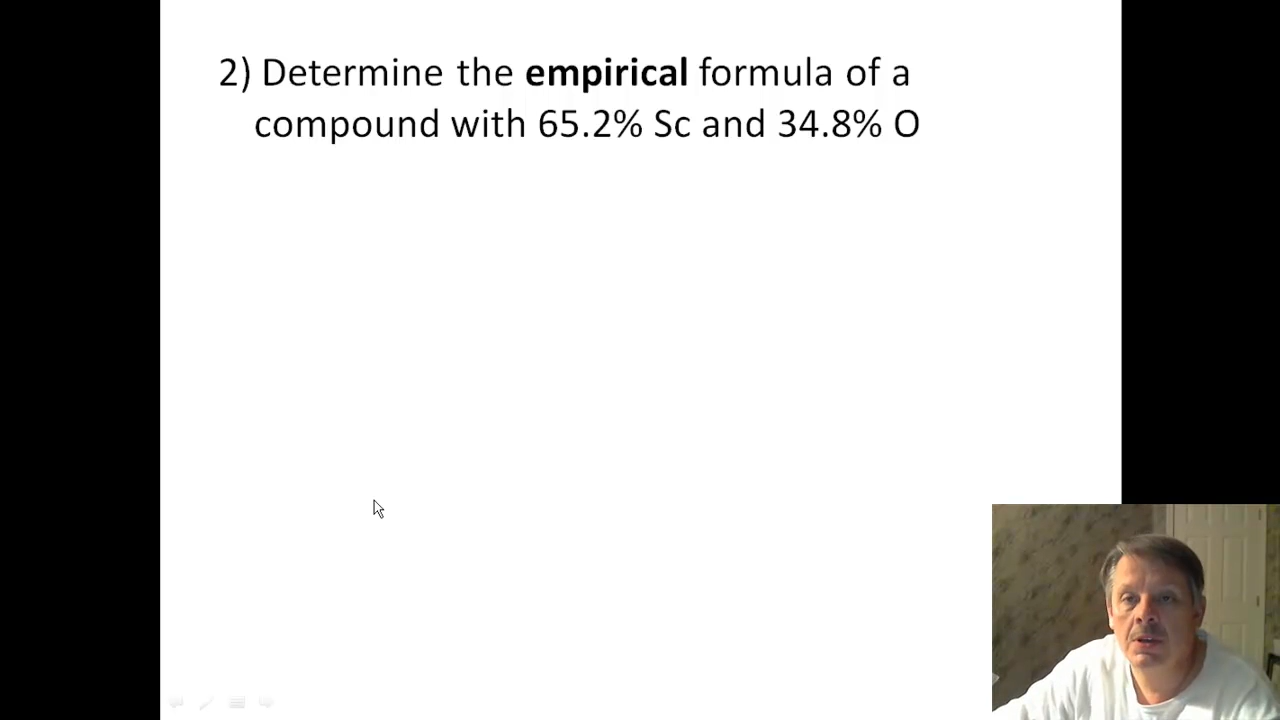 2) Determine the empirical formula of a
compound with 65.2% Sc and 34.8% O